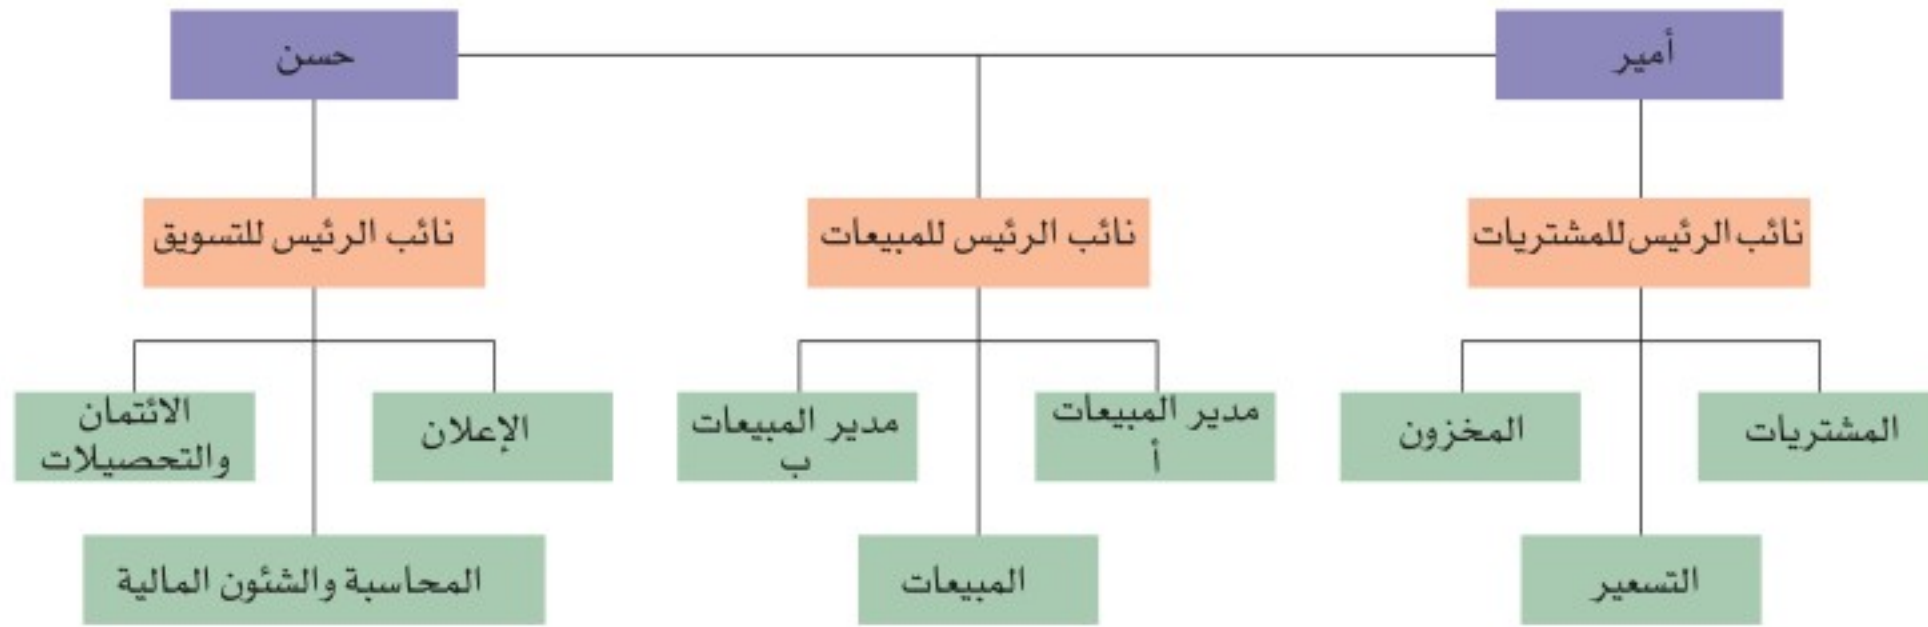 أمير
حسن
نائب الرئيس للمشتريات
نائب الرئيس للمبيعات
نائب الرئيس للتسويق
المشتريات
المخزون
مدير المبيعات
أ
مدير المبيعات
ب
الإعلان
الائتمان
والتحصيلات
التسعير
المبيعات
المحاسبة والشئون المالية